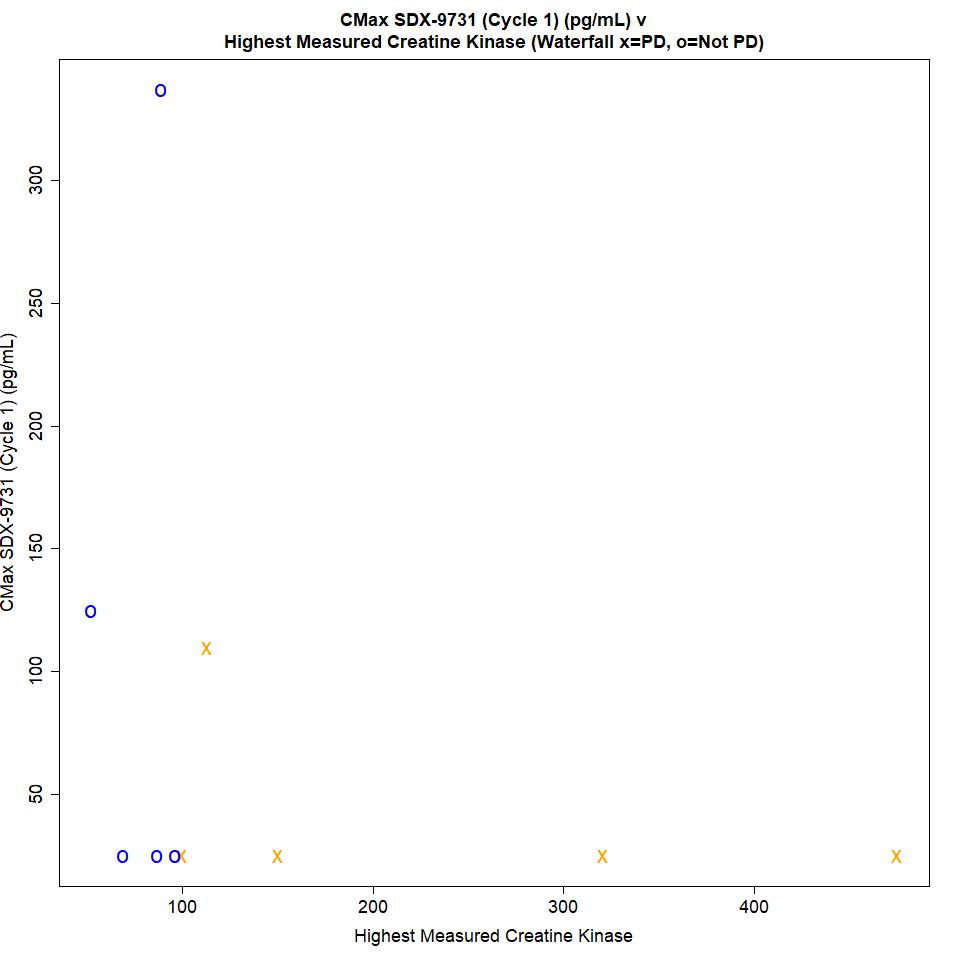 CMax SDX-9731 (Cycle 1) (pg/mL) v
Highest Measured Creatine Kinase (Waterfall x=PD, o=Not PD)
CMax SDX-9731 (Cycle 1) (pg/mL)
300
250
200
150
100
50
o
o
x
o o o x x x x
100 200 300 400
Highest Measured Creatine Kinase